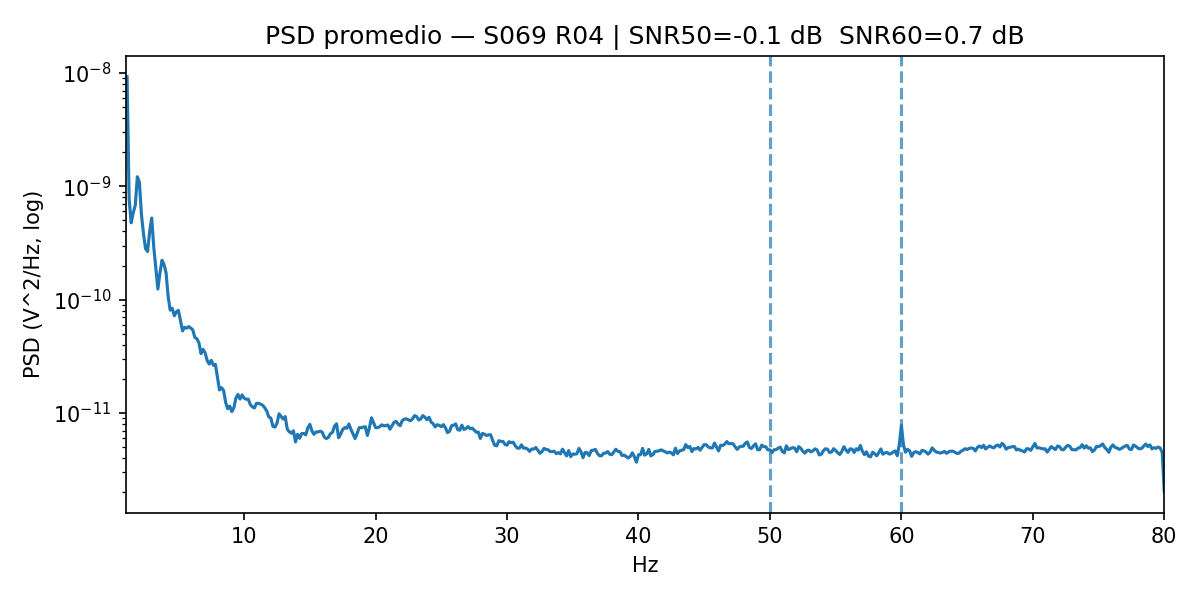 PSD promedio — S069 R04 | SNR50=-0.1 dB  SNR60=0.7 dB
PSD (V^2/Hz, log)
10⁻⁸
10⁻⁹
10⁻¹⁰
10⁻¹¹
10 20 30 40 50 60 70 80
Hz